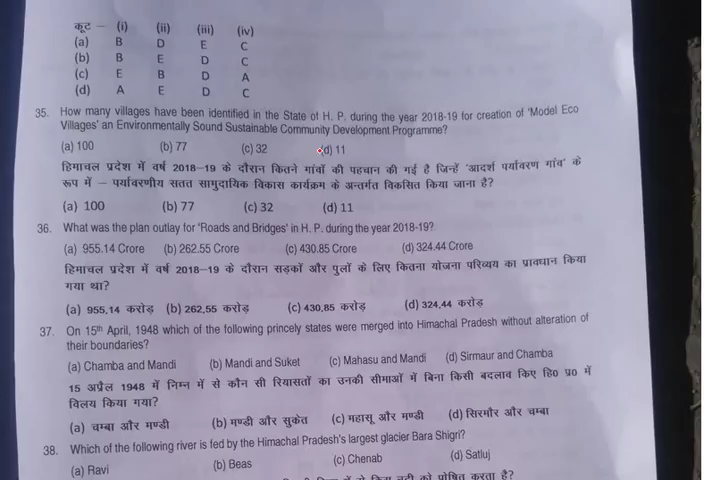 कूट — (i) (ii) (iii) (iv)
(a) B D E C
(b) B E D C
(c) E B D A
(d) A E D C
35. How many villages have been identified in the State of H. P. during the year 2018-19 for creation of 'Model Eco
Villages' an Environmentally Sound Sustainable Community Development Programme?
(a) 100 (b) 77 (c) 32 (d) 11
हिमाचल प्रदेश में वर्ष 2018–19 के दौरान कितने गांवों की पहचान की गई है जिन्हें 'आदर्श पर्यावरण गांव' के
रूप में – पर्यावरणीय सतत सामुदायिक विकास कार्यक्रम के अन्तर्गत विकसित किया जाना है?
(a) 100 (b) 77 (c) 32 (d) 11
36. What was the plan outlay for 'Roads and Bridges' in H. P. during the year 2018-19?
(a) 955.14 Crore (b) 262.55 Crore (c) 430.85 Crore (d) 324.44 Crore
हिमाचल प्रदेश में वर्ष 2018–19 के दौरान सड़कों और पुलों के लिए कितना योजना परिव्यय का प्रावधान किया
गया था?
(a) 955.14 करोड़ (b) 262.55 करोड़ (c) 430.85 करोड़ (d) 324.44 करोड़
37. On 15th April, 1948 which of the following princely states were merged into Himachal Pradesh without alteration of
their boundaries?
(a) Chamba and Mandi (b) Mandi and Suket (c) Mahasu and Mandi (d) Sirmaur and Chamba
15 अप्रैल 1948 में निम्न में से कौन सी रियासतों का उनकी सीमाओं में बिना किसी बदलाव किए हि0 प्र0 में
विलय किया गया?
(a) चम्बा और मण्डी (b) मण्डी और सुकेत (c) महासू और मण्डी (d) सिरमौर और चम्बा
38. Which of the following river is fed by the Himachal Pradesh's largest glacier Bara Shigri?
(a) Ravi (b) Beas (c) Chenab (d) Satluj
नदी को पोषित करता है?